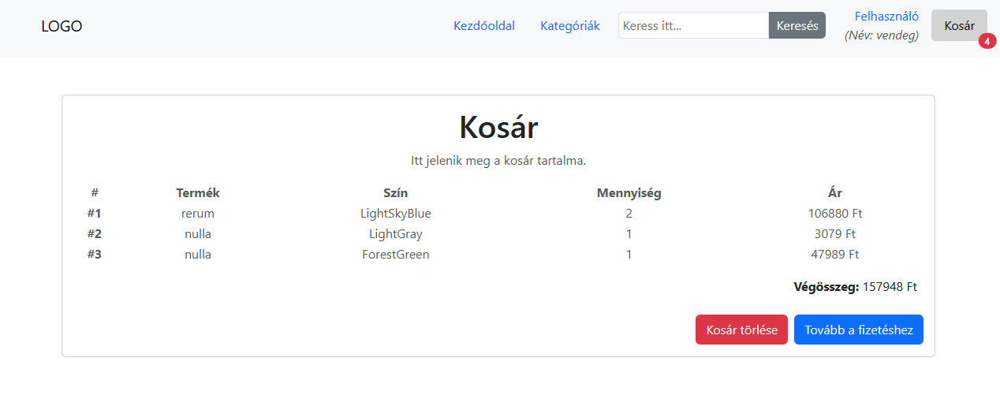 LOGO
Kezdőoldal
Kategóriák
Keress itt...
Keresés
Felhasználó
(Név: vendeg)
Kosár
4
Kosár
Itt jelenik meg a kosár tartalma.
# Termék Szín Mennyiség Ár
#1 rerum LightSkyBlue 2 106880 Ft
#2 nulla LightGray 1 3079 Ft
#3 nulla ForestGreen 1 47989 Ft
Végösszeg: 157948 Ft
Kosár törlése
Tovább a fizetéshez